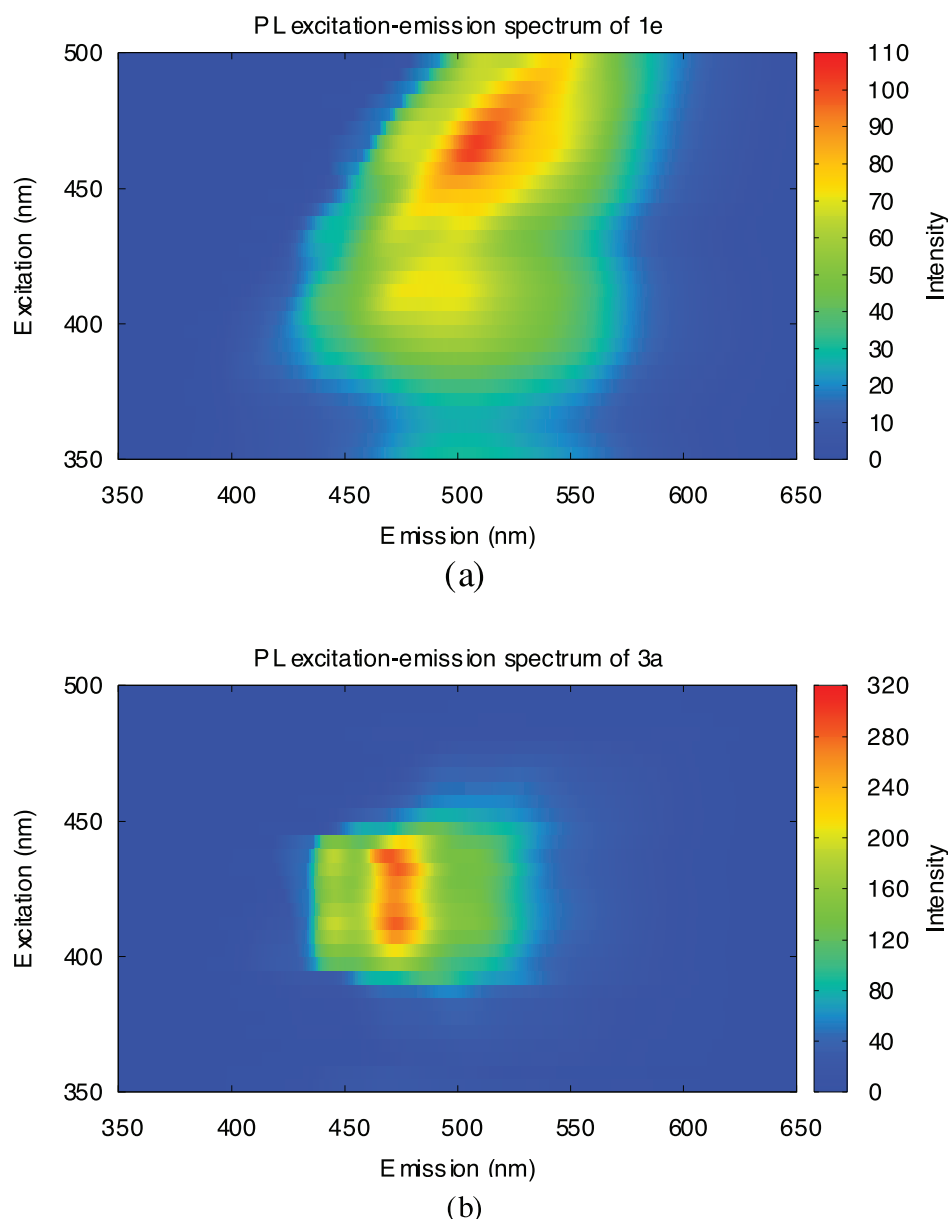 PL excitation-emission spectrum of 1e
500
450
400
350
Excitation (nm)
350 400 450 500 550 600 650
Emission (nm)
110
100
90
80
70
60
50
40
30
20
10
0
Intensity
(a)
PL excitation-emission spectrum of 3a
500
450
400
350
Excitation (nm)
350 400 450 500 550 600 650
Emission (nm)
320
280
240
200
160
120
80
40
0
Intensity
(b)